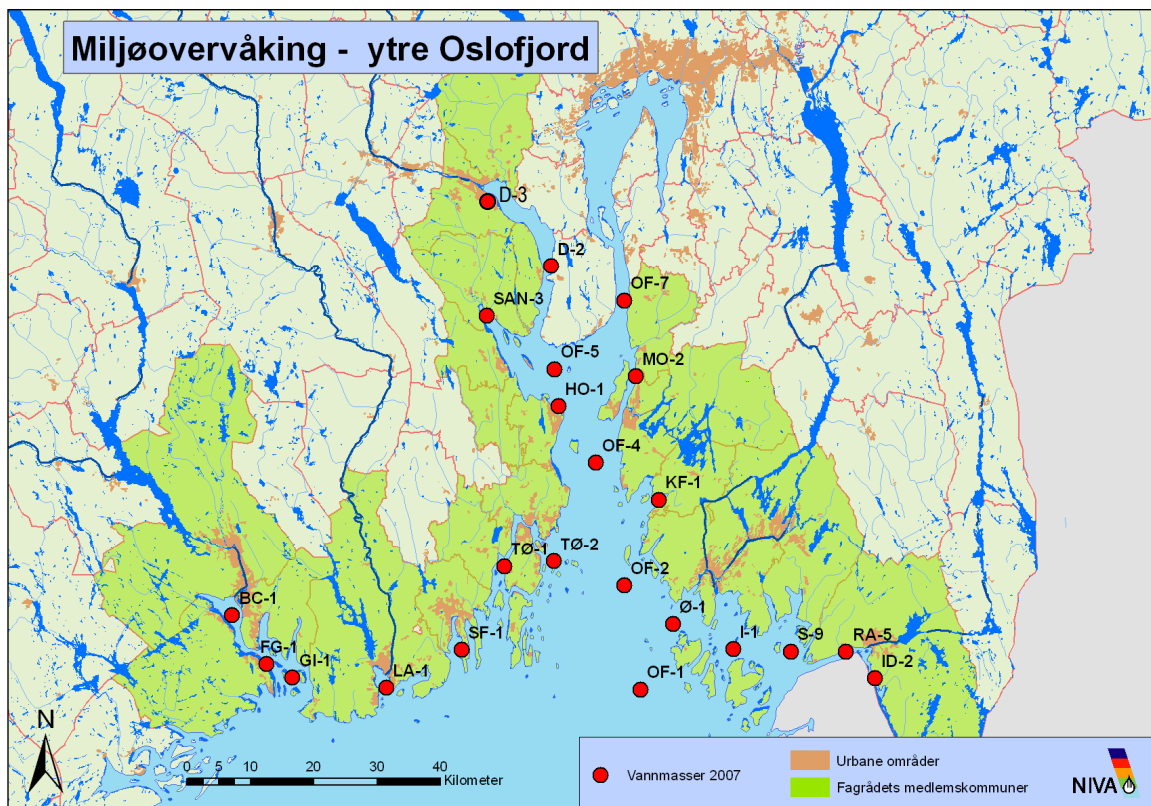 Miljøovervåking - ytre Oslofjord
D-3
D-2
OF-7
SAN-3
OF-5
MO-2
HO-1
OF-4
KF-1
TØ-1
TØ-2
OF-2
BC-1
Ø-1
FG-1
GI-1
SF-1
I-1
S-9
RA-5
LA-1
OF-1
ID-2
N
0 5 10 20 30 40
Kilometer
Vannmasser 2007
Urbane områder
Fagrådets medlemskommuner
NIVA